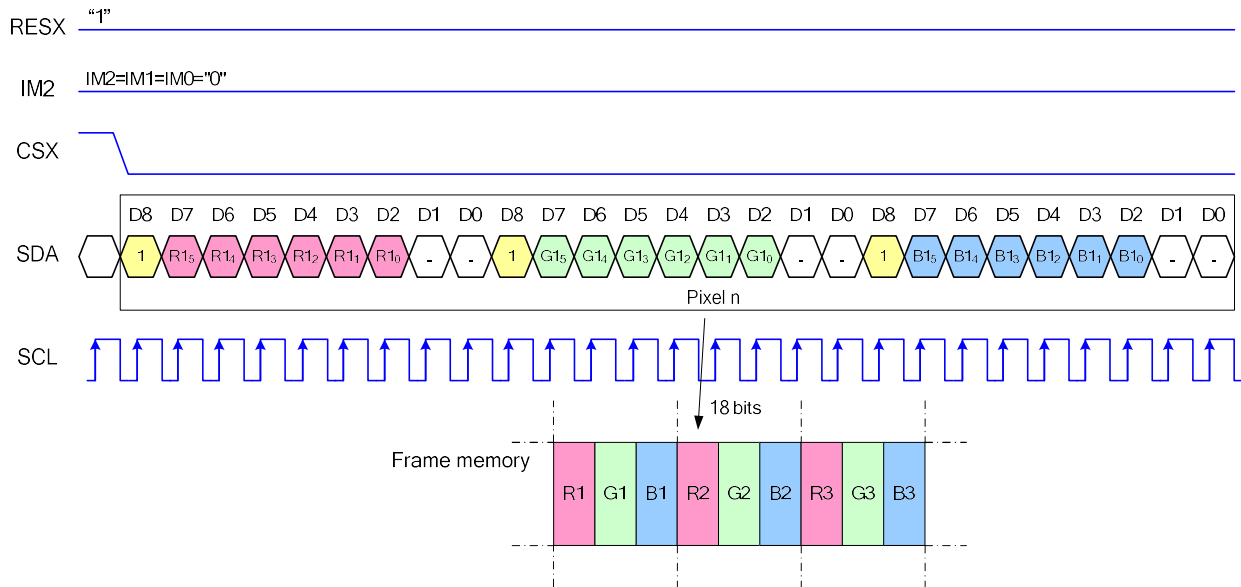 RESX "1"
IM2 IM2=IM1=IM0="0"
CSX
D8 D7 D6 D5 D4 D3 D2 D1 D0 D8 D7 D6 D5 D4 D3 D2 D1 D0 D8 D7 D6 D5 D4 D3 D2 D1 D0
SDA 1 R1₅ R1₄ R1₃ R1₂ R1₁ R1₀ - - 1 G1₅ G1₄ G1₃ G1₂ G1₁ G1₀ - - 1 B1₅ B1₄ B1₃ B1₂ B1₁ B1₀ - -
Pixel n
SCL
18 bits
Frame memory
R1 G1 B1 R2 G2 B2 R3 G3 B3